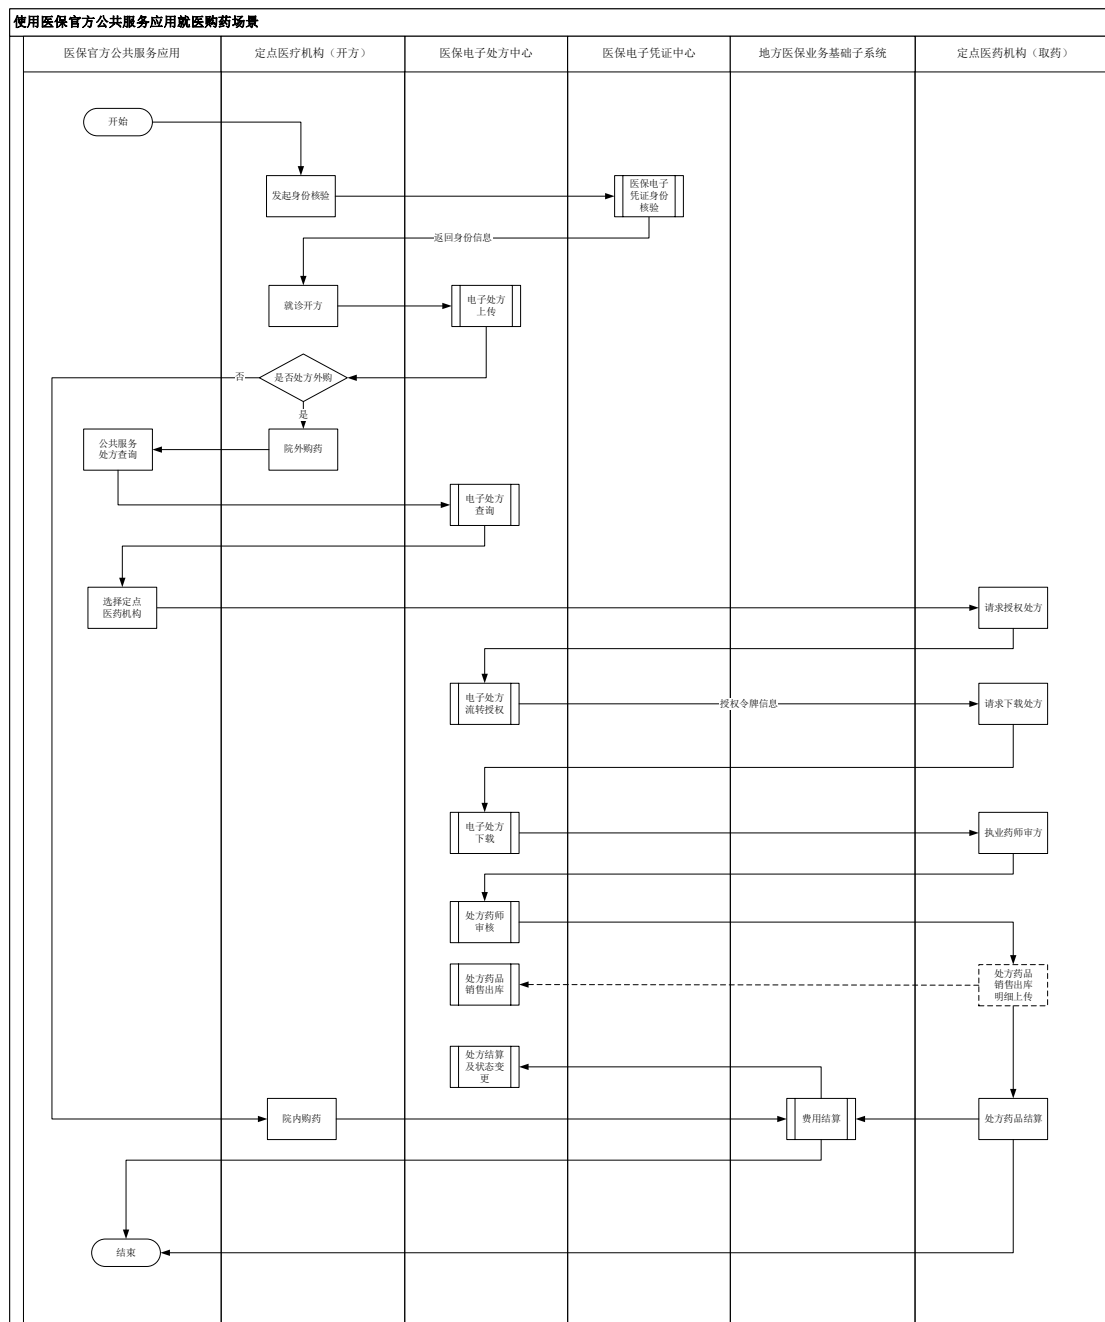 使用医保官方公共服务应用就医购药场景
医保官方公共服务应用
定点医疗机构（开方）
医保电子处方中心
医保电子凭证中心
地方医保业务基础子系统
定点医药机构（取药）
开始
发起身份核验
医保电子
凭证身份
核验
返回身份信息
就诊开方
电子处方
上传
否
是否处方外购
是
公共服务
处方查询
院外购药
电子处方
查询
选择定点
医药机构
请求授权处方
电子处方
流转授权
授权令牌信息
请求下载处方
电子处方
下载
执业药师审方
处方药师
审核
处方药品
销售出库
处方药品
销售出库
明细上传
处方结算
及状态变
更
院内购药
费用结算
处方药品结算
结束